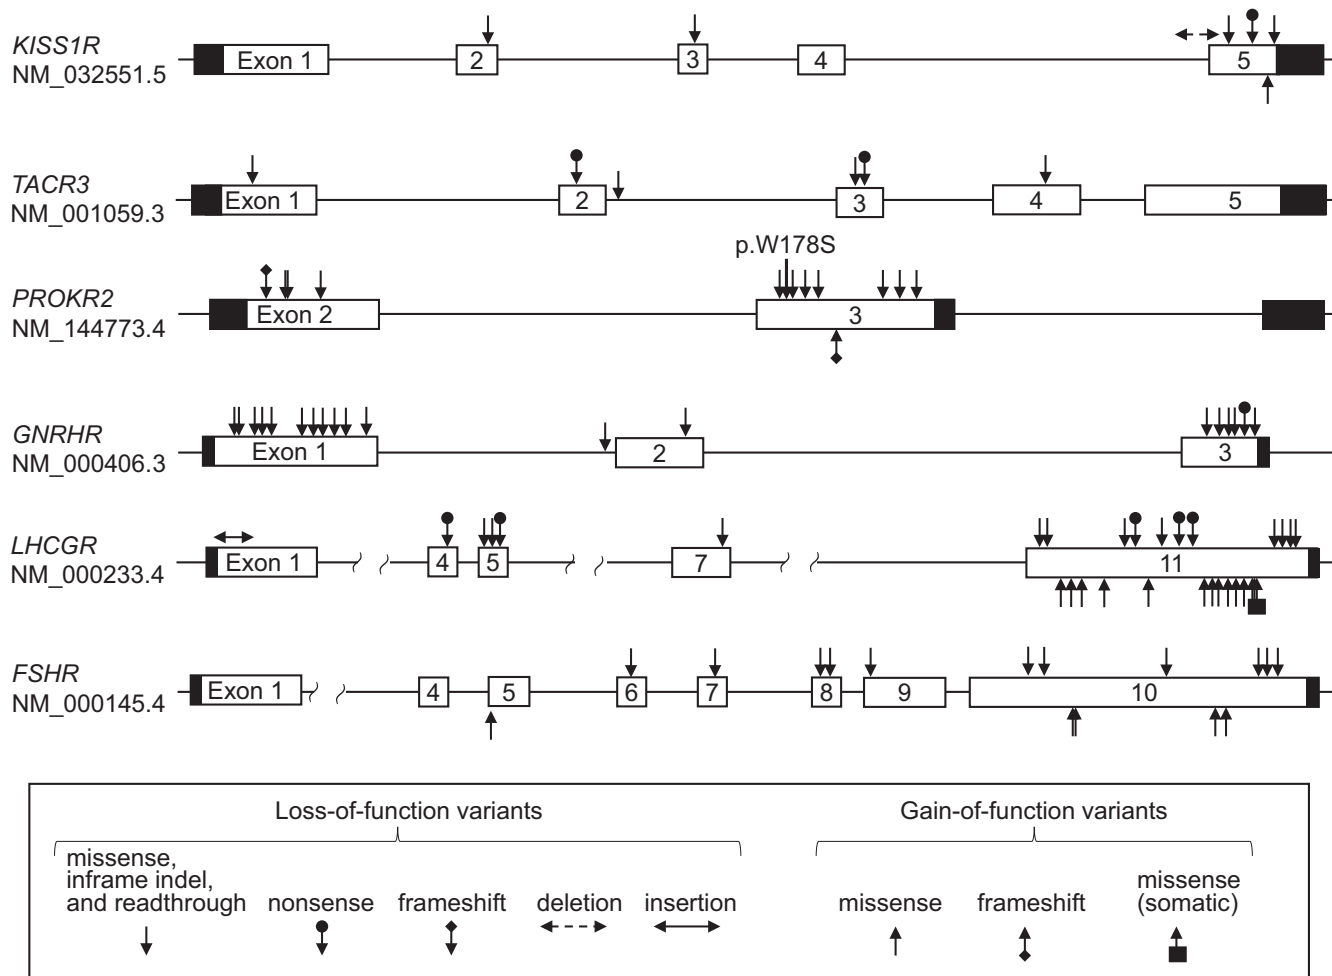 KISS1R
NM_032551.5
Exon 1
2
3
4
5
TACR3
NM_001059.3
Exon 1
2
3
4
5
p.W178S
PROKR2
NM_144773.4
Exon 2
3
GNRHR
NM_000406.3
Exon 1
2
3
LHCGR
NM_000233.4
Exon 1
4
5
7
11
FSHR
NM_000145.4
Exon 1
4
5
6
7
8
9
10
Loss-of-function variants
missense,
inframe indel,
and readthrough
nonsense
frameshift
deletion
insertion
Gain-of-function variants
missense
frameshift
missense
(somatic)